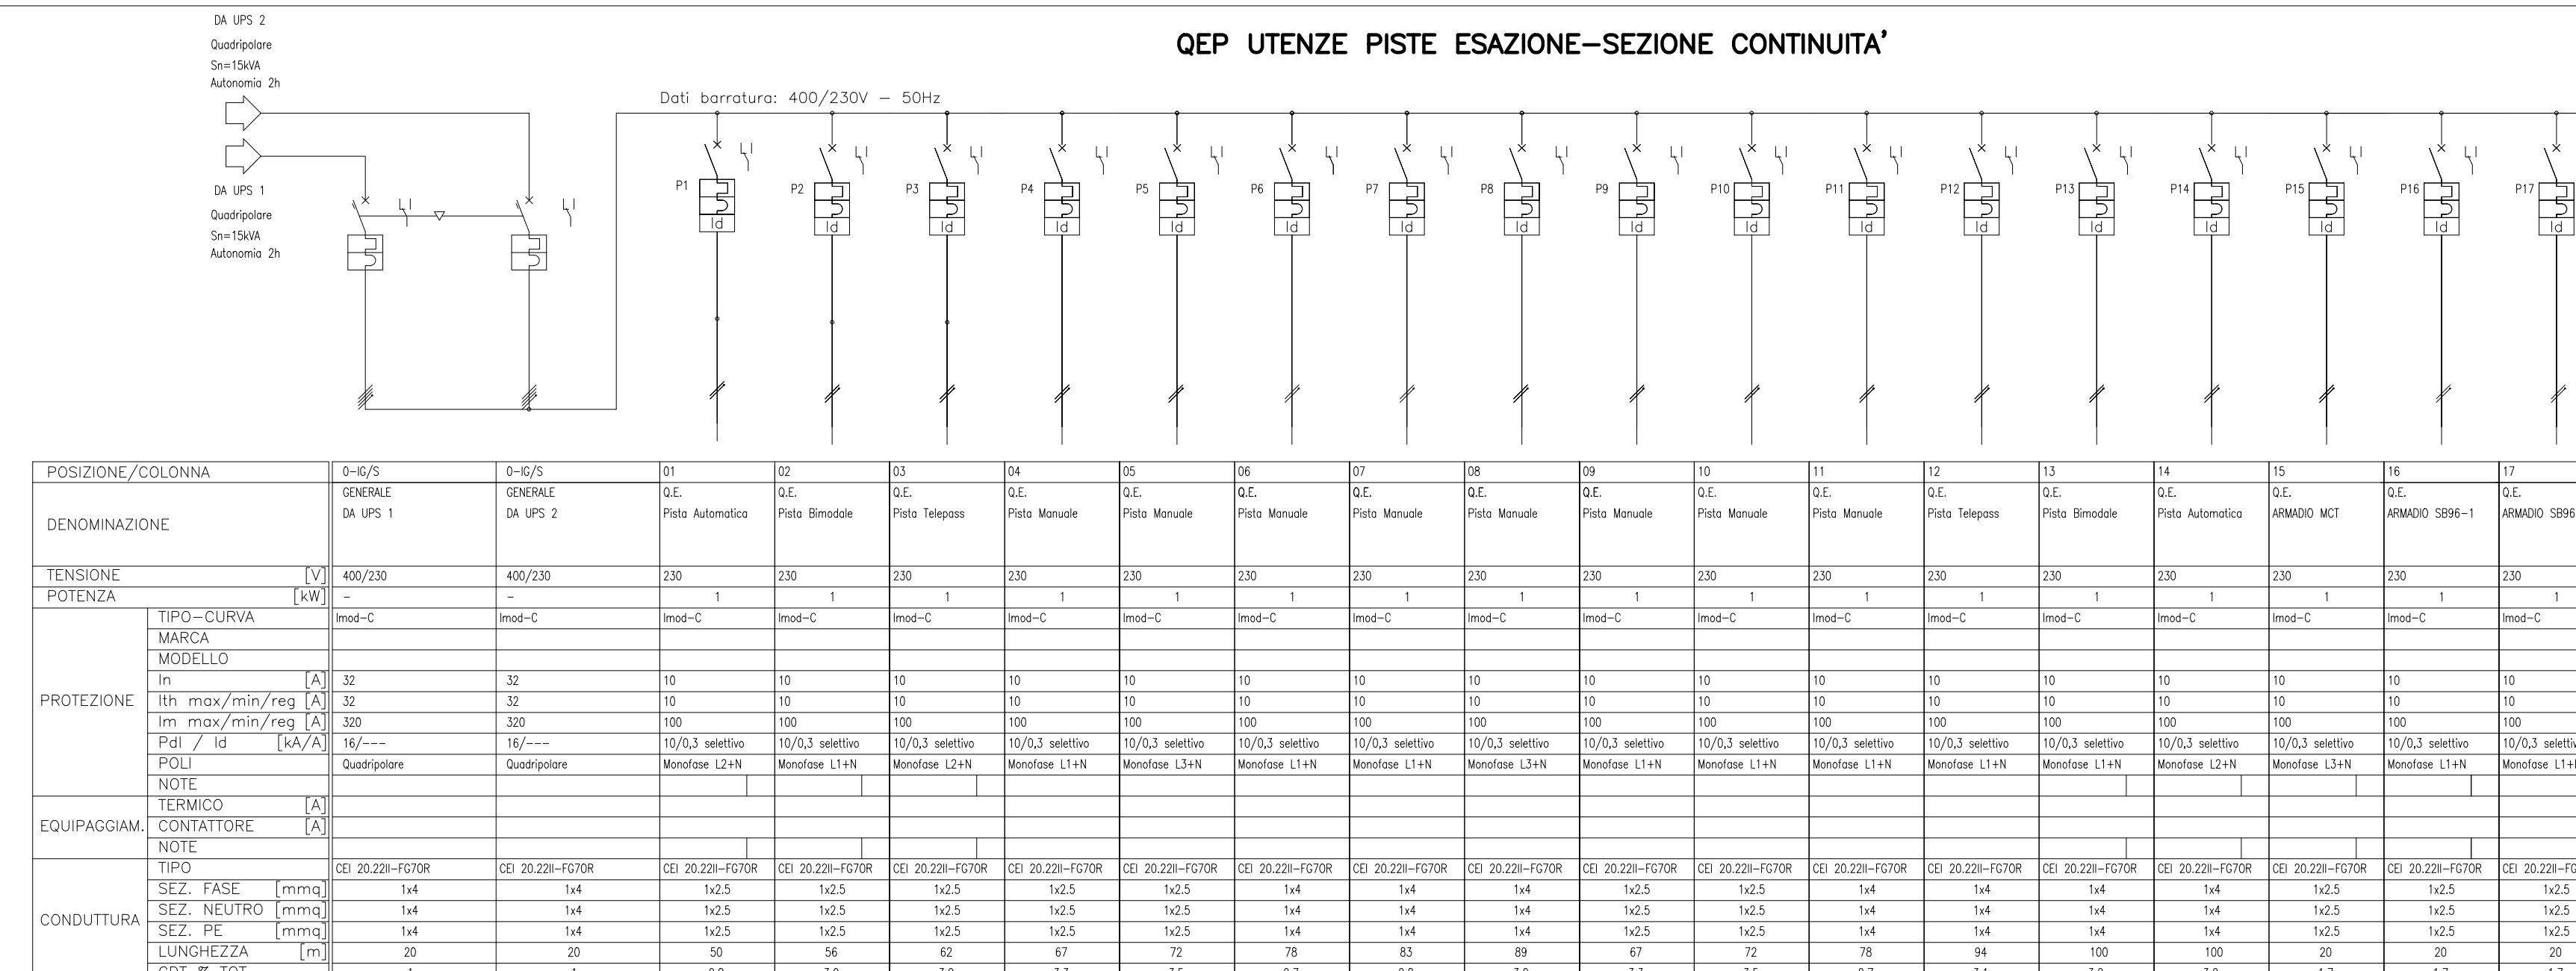 DA UPS 2
Quadripolare
Sn=15kVA
Autonomia 2h
QEP UTENZE PISTE ESAZIONE-SEZIONE CONTINUITA'
Dati barratura: 400/230V - 50Hz
DA UPS 1
Quadripolare
Sn=15kVA
Autonomia 2h
P1 P2 P3 P4 P5 P6 P7 P8 P9 P10 P11 P12 P13 P14 P15 P16 P17
Id Id Id Id Id Id Id Id Id Id Id Id Id Id Id Id Id
POSIZIONE/COLONNA 0-IG/S 0-IG/S 01 02 03 04 05 06 07 08 09 10 11 12 13 14 15 16 17
GENERALE GENERALE Q.E. Q.E. Q.E. Q.E. Q.E. Q.E. Q.E. Q.E. Q.E. Q.E. Q.E. Q.E. Q.E. Q.E. Q.E. Q.E. Q.E.
DENOMINAZIONE DA UPS 1 DA UPS 2 Pista Automatica Pista Bimodale Pista Telepass Pista Manuale Pista Manuale Pista Manuale Pista Manuale Pista Manuale Pista Manuale Pista Manuale Pista Manuale Pista Telepass Pista Bimodale Pista Automatica ARMADIO MCT ARMADIO SB96-1 ARMADIO SB96
TENSIONE [V] 400/230 400/230 230 230 230 230 230 230 230 230 230 230 230 230 230 230 230 230 230
POTENZA [kW] - - 1 1 1 1 1 1 1 1 1 1 1 1 1 1 1 1 1
PROTEZIONE
TIPO-CURVA Imod-C Imod-C Imod-C Imod-C Imod-C Imod-C Imod-C Imod-C Imod-C Imod-C Imod-C Imod-C Imod-C Imod-C Imod-C Imod-C Imod-C Imod-C Imod-C
MARCA
MODELLO
In [A] 32 32 10 10 10 10 10 10 10 10 10 10 10 10 10 10 10 10 10
Ith max/min/reg [A] 32 32 10 10 10 10 10 10 10 10 10 10 10 10 10 10 10 10 10
Im max/min/reg [A] 320 320 100 100 100 100 100 100 100 100 100 100 100 100 100 100 100 100 100
PdI / Id [kA/A] 16/--- 16/--- 10/0,3 selettivo 10/0,3 selettivo 10/0,3 selettivo 10/0,3 selettivo 10/0,3 selettivo 10/0,3 selettivo 10/0,3 selettivo 10/0,3 selettivo 10/0,3 selettivo 10/0,3 selettivo 10/0,3 selettivo 10/0,3 selettivo 10/0,3 selettivo 10/0,3 selettivo 10/0,3 selettivo 10/0,3 selettivo 10/0,3
POLI Quadripolare Quadripolare Monofase L2+N Monofase L1+N Monofase L2+N Monofase L1+N Monofase L3+N Monofase L1+N Monofase L1+N Monofase L3+N Monofase L1+N Monofase L1+N Monofase L1+N Monofase L1+N Monofase L1+N Monofase L2+N Monofase L3+N Monofase L1+N Monofase
NOTE
EQUIPAGGIAM.
TERMICO [A]
CONTATTORE [A]
NOTE
CONDUTTURA
TIPO CEI 20.22II-FG7OR CEI 20.22II-FG7OR CEI 20.22II-FG7OR CEI 20.22II-FG7OR CEI 20.22II-FG7OR CEI 20.22II-FG7OR CEI 20.22II-FG7OR CEI 20.22II-FG7OR CEI 20.22II-FG7OR CEI 20.22II-FG7OR CEI 20.22II-FG7OR CEI 20.22II-FG7OR CEI 20.22II-FG7OR CEI 20.22II-FG7OR CEI 20.22II-FG7OR CEI 20.22II-FG7OR CEI 20.22II-FG7OR CEI 20.22II-FG7OR CEI
SEZ. FASE [mmq] 1x4 1x4 1x2.5 1x2.5 1x2.5 1x2.5 1x2.5 1x4 1x4 1x4 1x2.5 1x2.5 1x4 1x4 1x4 1x4 1x2.5 1x2.5 1x2.5
SEZ. NEUTRO [mmq] 1x4 1x4 1x2.5 1x2.5 1x2.5 1x2.5 1x2.5 1x4 1x4 1x4 1x2.5 1x2.5 1x4 1x4 1x4 1x4 1x2.5 1x2.5 1x2.5
SEZ. PE [mmq] 1x4 1x4 1x2.5 1x2.5 1x2.5 1x2.5 1x2.5 1x4 1x4 1x4 1x2.5 1x2.5 1x4 1x4 1x4 1x4 1x2.5 1x2.5 1x2.5
LUNGHEZZA [m] 20 20 50 56 62 67 72 78 83 89 67 72 78 94 100 100 20 20 20